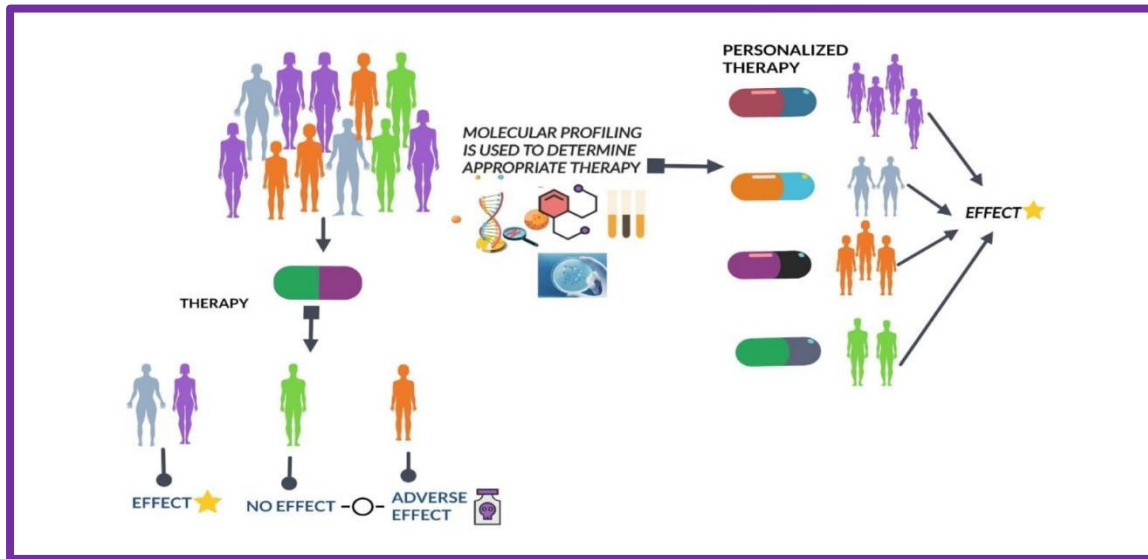 PERSONALIZED
THERAPY
MOLECULAR PROFILING
IS USED TO DETERMINE
APPROPRIATE THERAPY
EFFECT
THERAPY
EFFECT
NO EFFECT
ADVERSE
EFFECT